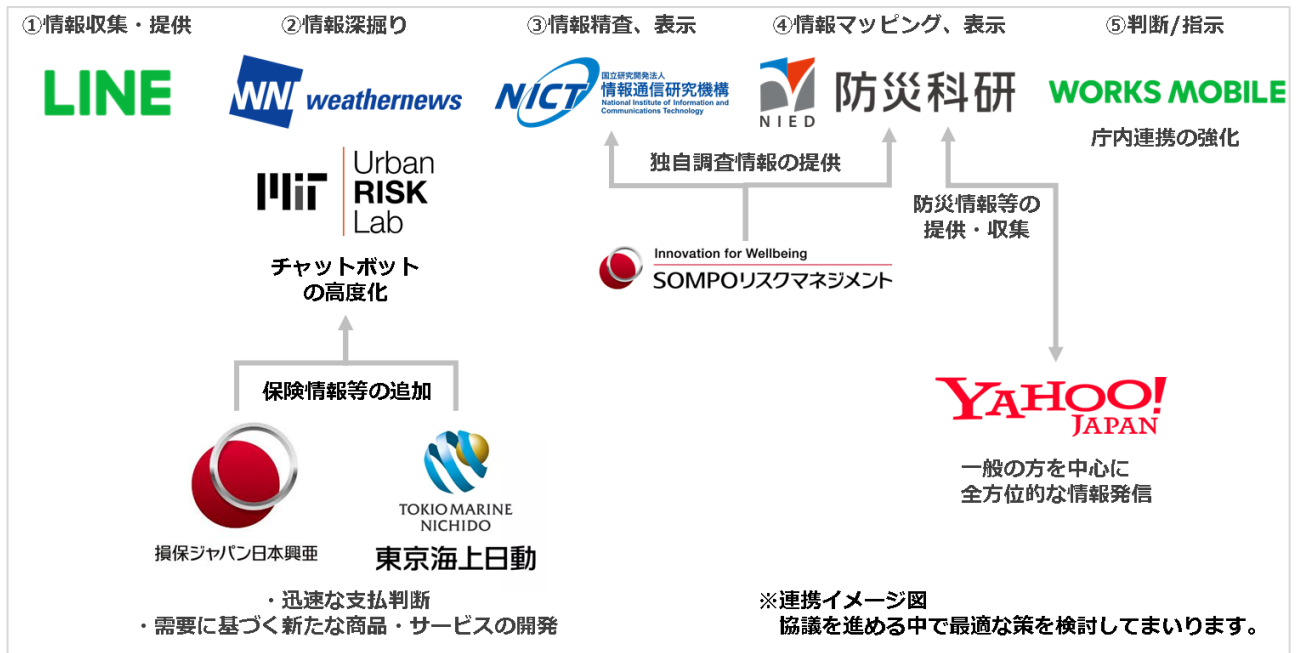 ①情報収集・提供
②情報深掘り
③情報精査、表示
④情報マッピング、表示
⑤判断/指示
LINE
WN weathernews
NICT
国立研究開発法人
情報通信研究機構
National Institute of Information and
Communications Technology
NIED
防災科研
WORKS MOBILE
庁内連携の強化
MIT
Urban
RISK
Lab
チャットボット
の高度化
独自調査情報の提供
防災情報等の
提供・収集
Innovation for Wellbeing
SOMPOリスクマネジメント
保険情報等の追加
YAHOO!
JAPAN
一般の方を中心に
全方位的な情報発信
損保ジャパン日本興亜
TOKIO MARINE
NICHIDO
東京海上日動
・迅速な支払判断
・需要に基づく新たな商品・サービスの開発
※連携イメージ図
協議を進める中で最適な策を検討してまいります。